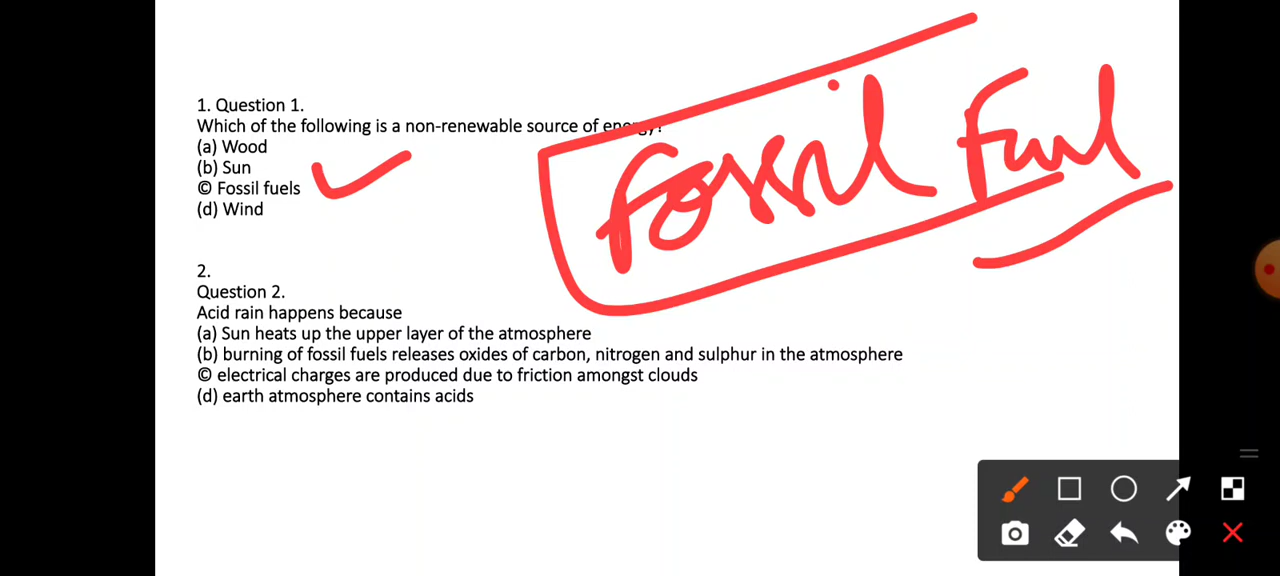 1. Question 1.
Which of the following is a non-renewable source of energy?
(a) Wood
(b) Sun
© Fossil fuels
(d) Wind
Fossil Fuel
2.
Question 2.
Acid rain happens because
(a) Sun heats up the upper layer of the atmosphere
(b) burning of fossil fuels releases oxides of carbon, nitrogen and sulphur in the atmosphere
© electrical charges are produced due to friction amongst clouds
(d) earth atmosphere contains acids